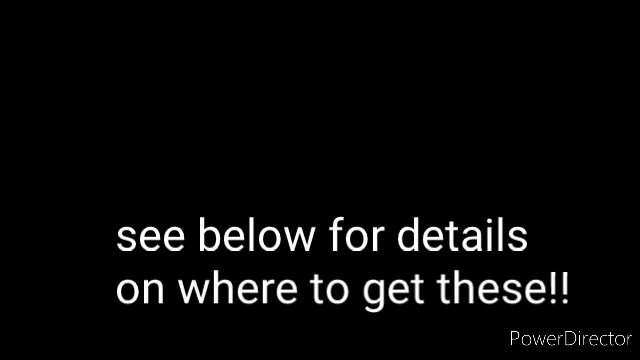 see below for details
on where to get these!!
PowerDirector